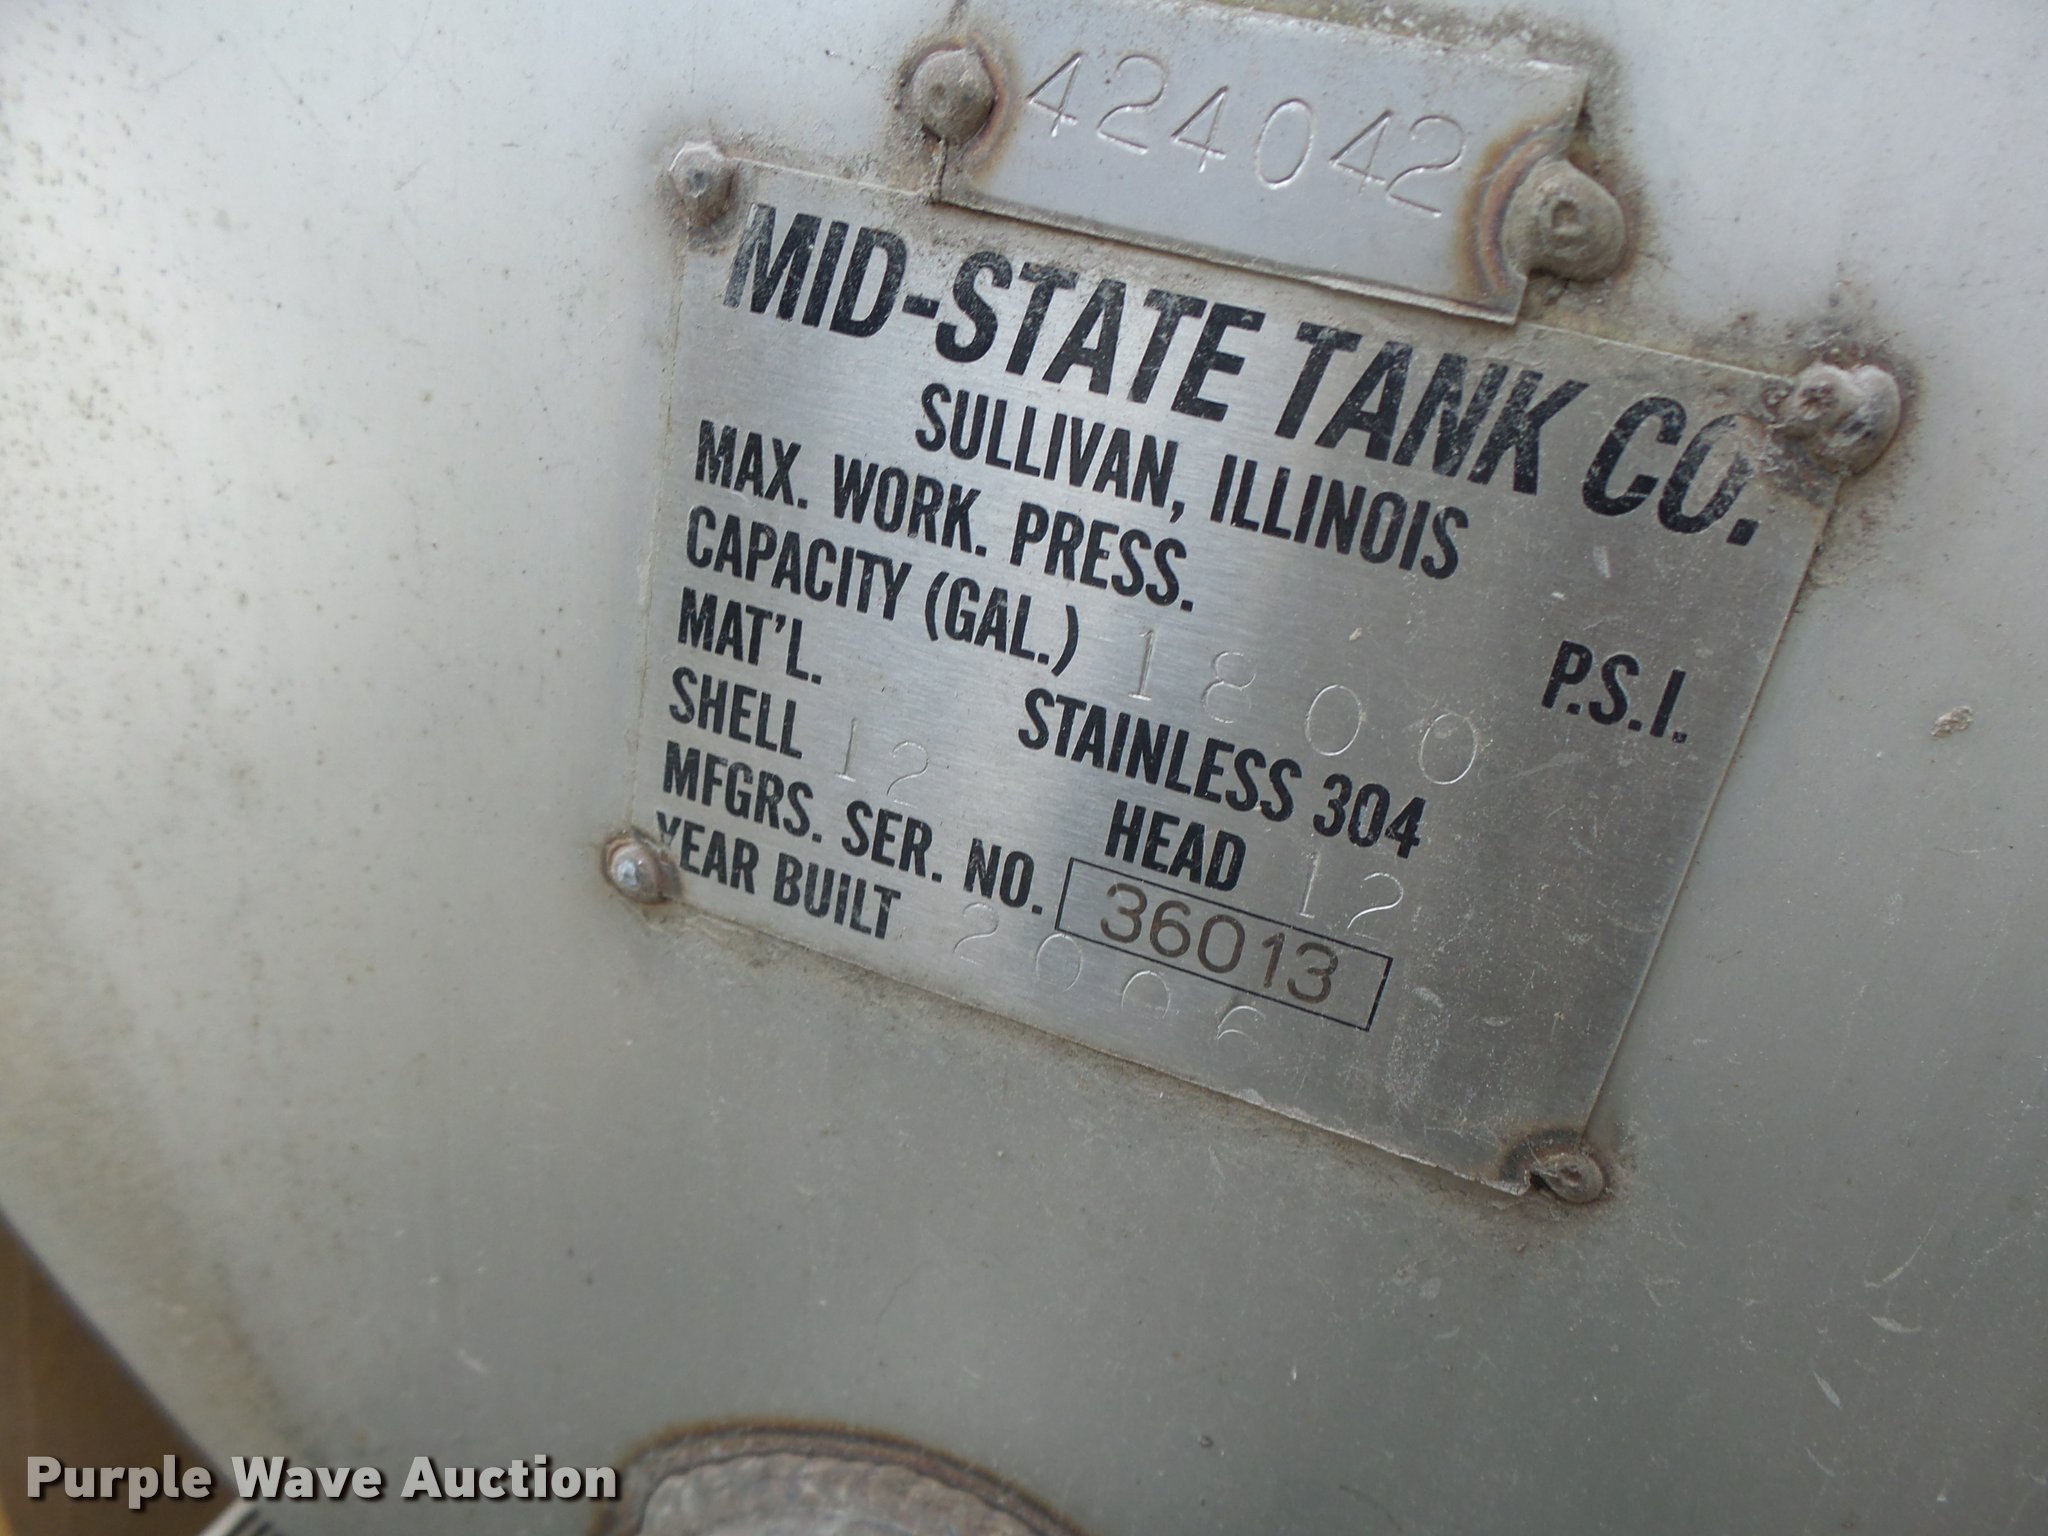 424042
MID-STATE TANK CO.
SULLIVAN, ILLINOIS
MAX. WORK. PRESS. P.S.I.
CAPACITY (GAL.) 1800
MAT'L. STAINLESS 304
SHELL 12 HEAD 12
MFGRS. SER. NO. 36013
YEAR BUILT 2006
Purple Wave Auction